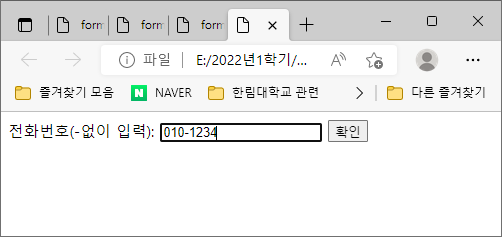 form form form
파일 E:/2022년1학기/...
즐겨찾기 모음 NAVER 한림대학교 관련 다른 즐겨찾기
전화번호(-없이 입력): 010-1234 확인